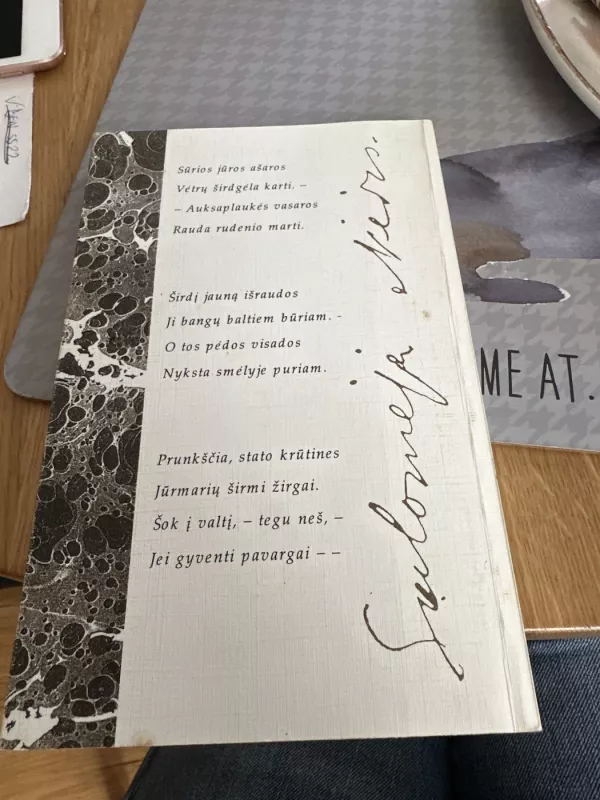 Sūrios jūros ašaros
Vėtrų širdgėla karti. –
– Auksaplaukės vasaros
Rauda rudenio marti.
Širdį jauną išraudos
Ji bangų baltiem būriam. -
O tos pėdos visados
Nyksta smėlyje puriam.
Prunkščia, stato krūtines
Jūrmarių širmi žirgai.
Šok į valtį, – tegu neš, –
Jei gyventi pavargai – –
Salomėja Nėris.
ME AT.